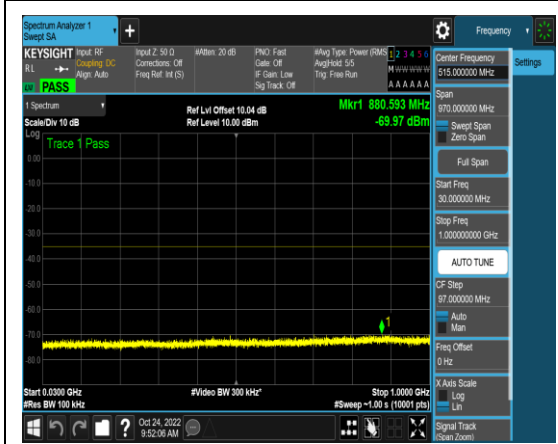 Spectrum Analyzer 1
Swept SA
Frequency
KEYSIGHT
Input: RF
Coupling: DC
Align: Auto
Input Z: 50 Ω
Corrections: Off
Freq Ref: Int (S)
#Atten: 20 dB
PNO: Fast
Gate: Off
IF Gain: Low
Sig Track: Off
#Avg Type: Power (RMS
Avg|Hold: 5/5
Trig: Free Run
1 2 3 4 5 6
M W W W W W
A A A A A A
RL
PASS
1 Spectrum
Scale/Div 10 dB
Ref Lvl Offset 10.04 dB
Ref Level 10.00 dBm
Mkr1 880.593 MHz
-69.97 dBm
Log
Trace 1 Pass
0.00
-10.0
-20.0
-30.0
-40.0
-50.0
-60.0
-70.0
-80.0
1
Start 0.0300 GHz
#Res BW 100 kHz
#Video BW 300 kHz*
Stop 1.0000 GHz
#Sweep ~1.00 s (10001 pts)
Oct 24, 2022
9:52:06 AM
Center Frequency
515.000000 MHz
Settings
Span
970.000000 MHz
Swept Span
Zero Span
Full Span
Start Freq
30.000000 MHz
Stop Freq
1.000000000 GHz
AUTO TUNE
CF Step
97.000000 MHz
Auto
Man
Freq Offset
0 Hz
X Axis Scale
Log
Lin
Signal Track
(Span Zoom)